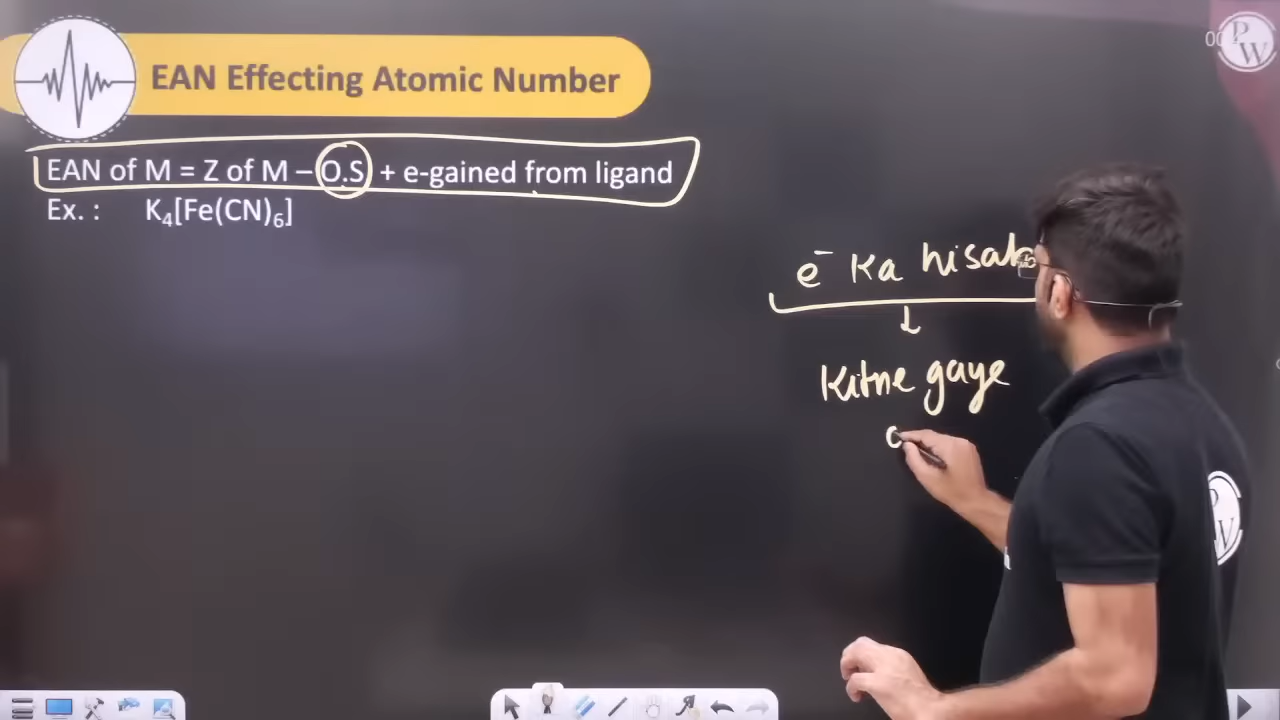 EAN Effecting Atomic Number
EAN of M = Z of M – O.S + e-gained from ligand
Ex. : K₄[Fe(CN)₆]
e⁻ Ka hisab
Kitne gaye
PW